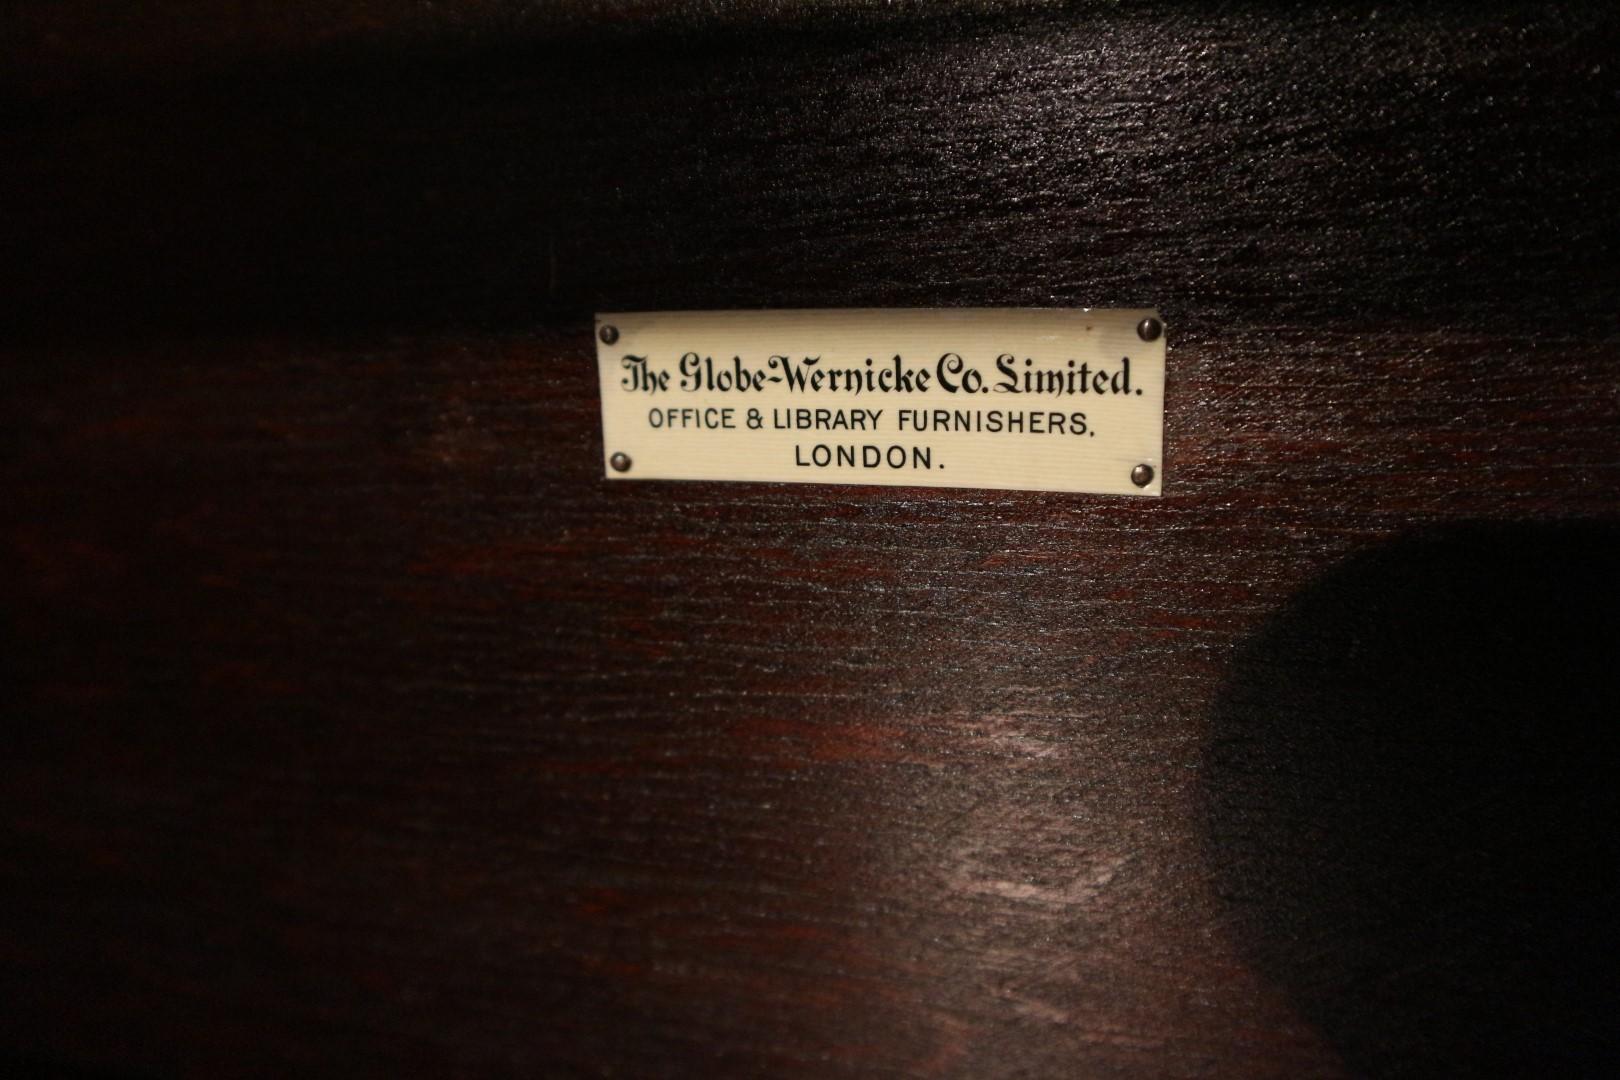 The Globe-Wernicke Co. Limited.
OFFICE & LIBRARY FURNISHERS,
LONDON.